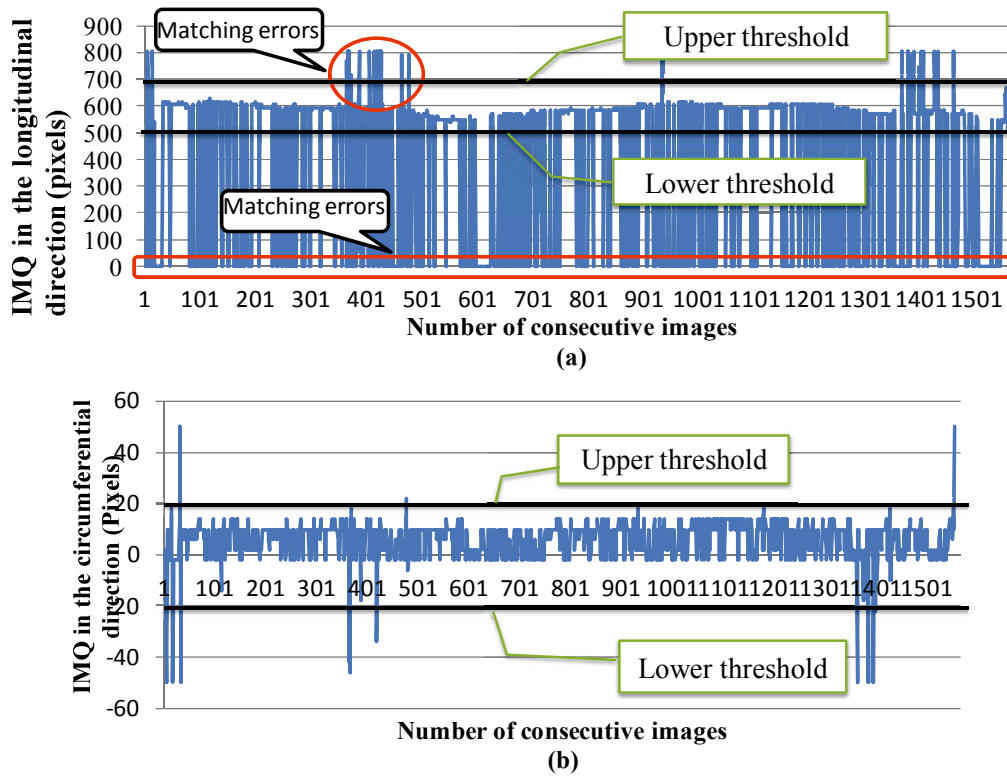 Matching errors
Upper threshold
900
800
700
600
500
400
300
200
100
0
IMQ in the longitudinal
direction (pixels)
Lower threshold
Matching errors
1 101 201 301 401 501 601 701 801 901 1001 1101 1201 1301 1401 1501
Number of consecutive images
(a)
60
40
20
0
-20
-40
-60
IMQ in the circumferential
direction (Pixels)
Upper threshold
1 101 201 301 401 501 601 701 801 901 1001 1101 1201 1301 1401 1501
Lower threshold
Number of consecutive images
(b)